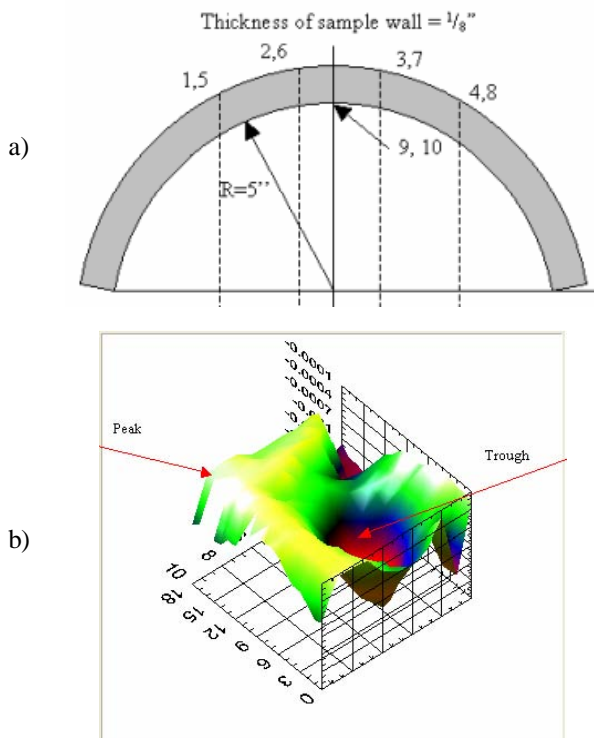 Thickness of sample wall = 1/8"
2,6
3,7
1,5
4,8
a)
9, 10
R=5''
-0.0001
-0.0004
-0.0007
Peak
Trough
b)
8
10
18
15
12
9
6
3
0